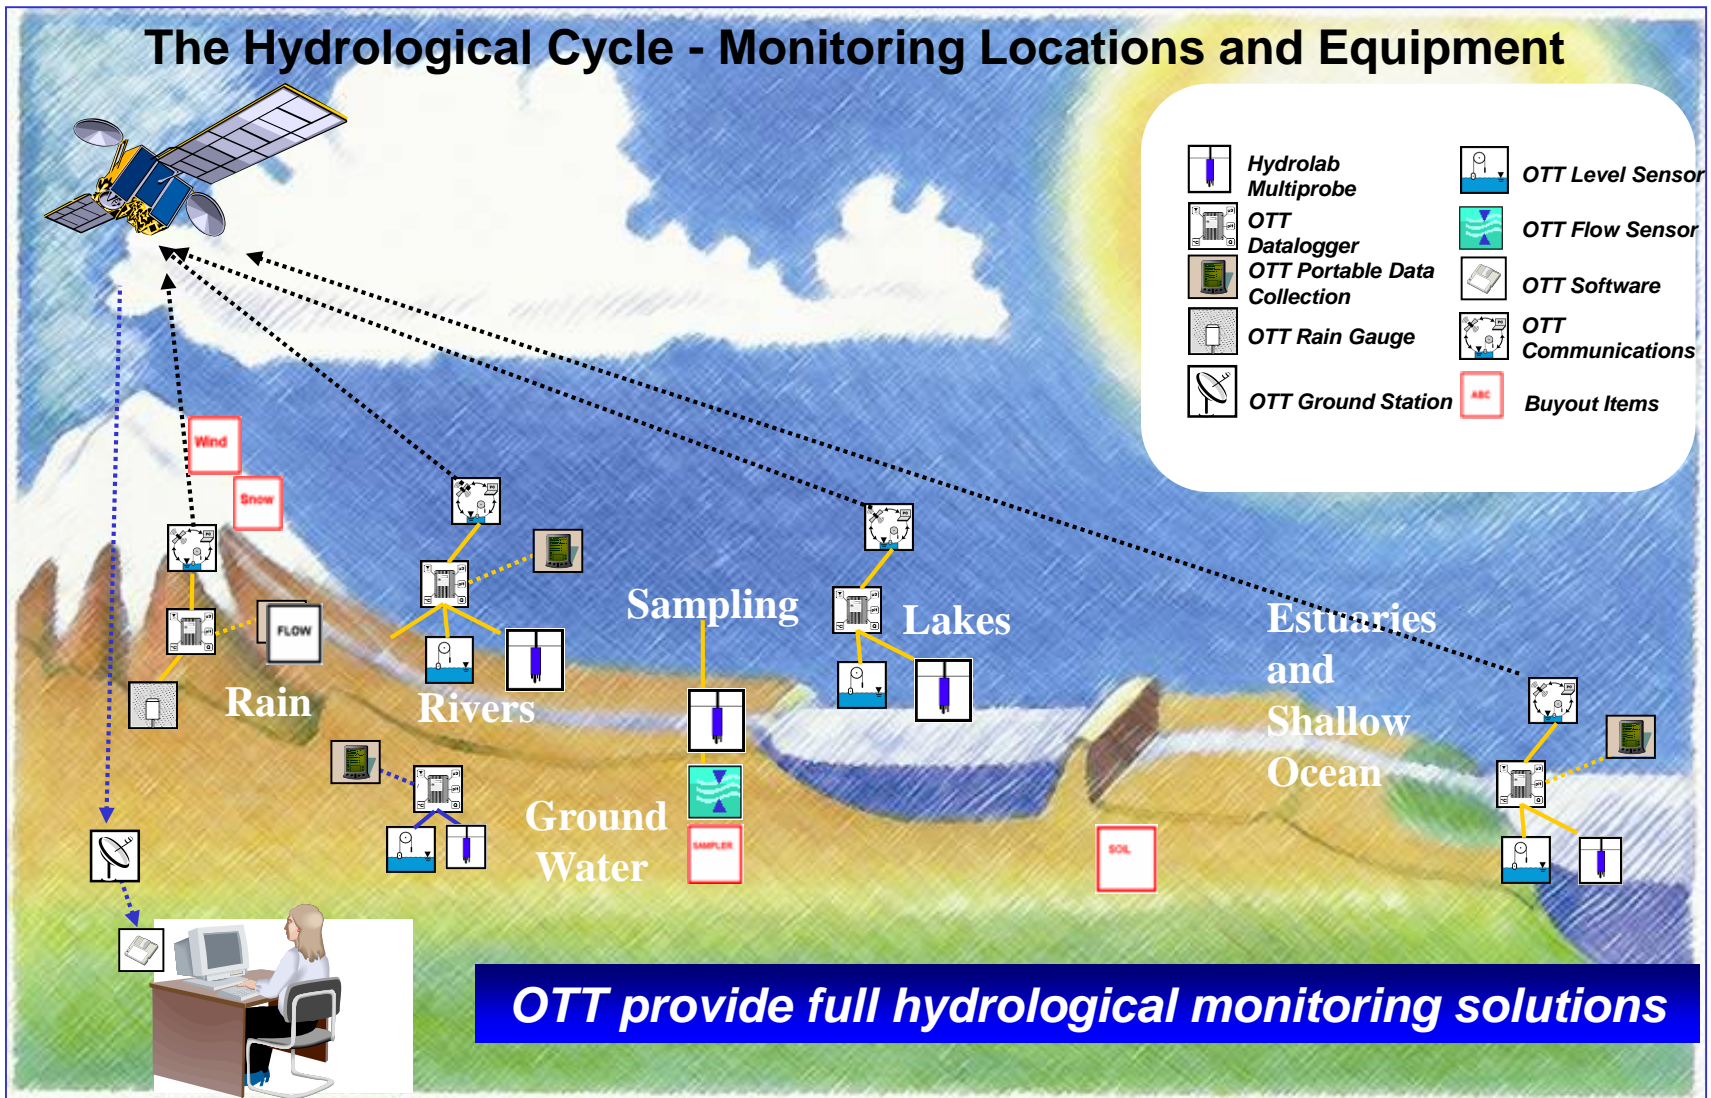 The Hydrological Cycle - Monitoring Locations and Equipment
Hydrolab
Multiprobe
OTT
Datalogger
OTT Portable Data
Collection
OTT Rain Gauge
OTT Ground Station
OTT Level Sensor
OTT Flow Sensor
OTT Software
OTT
Communications
ABC
Buyout Items
Wind
Snow
FLOW
Rain
Rivers
Sampling
Lakes
Estuaries
and
Shallow
Ocean
Ground
Water
SAMPLER
SOIL
OTT provide full hydrological monitoring solutions